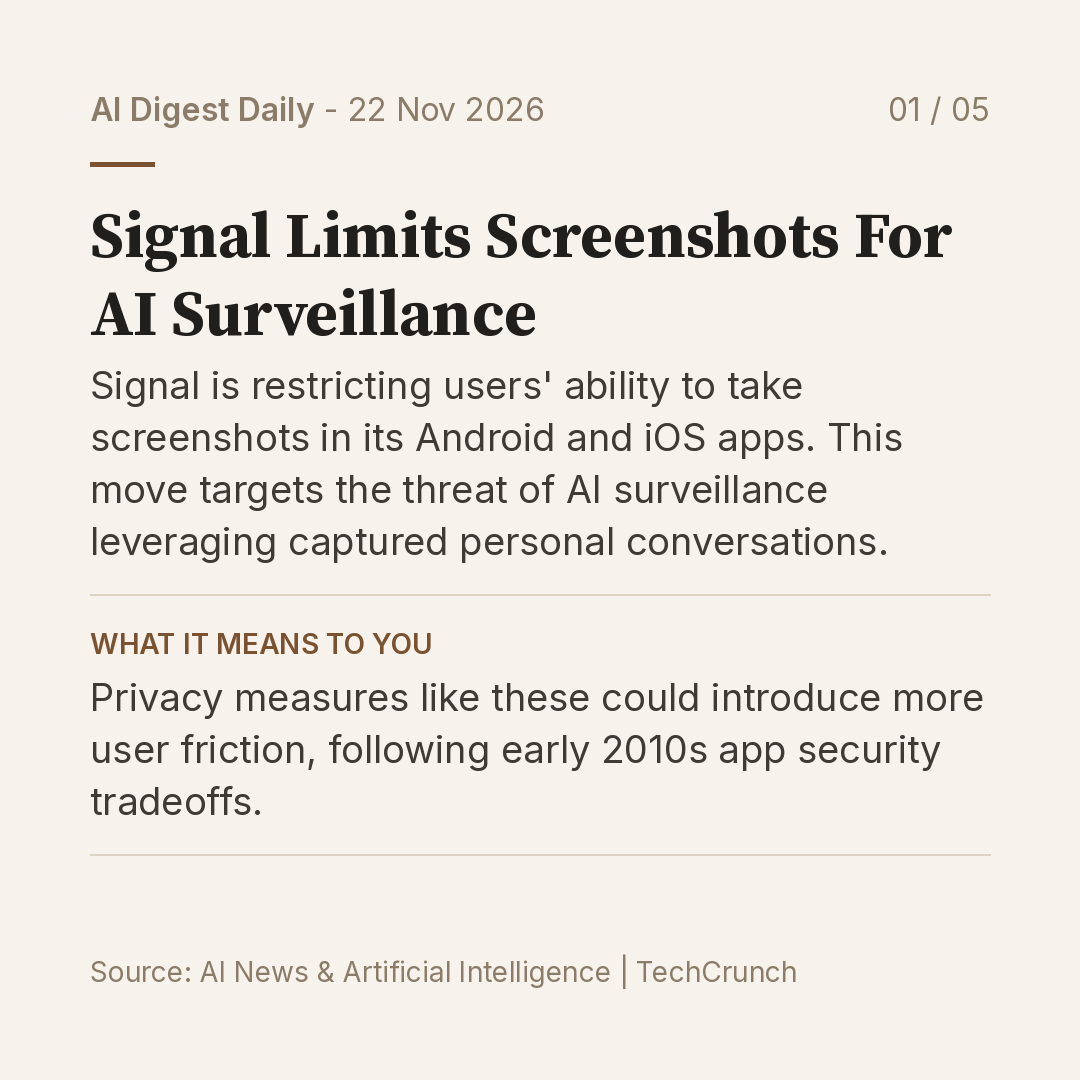 AI Digest Daily - 22 Nov 2026
01 / 05
Signal Limits Screenshots For
AI Surveillance
Signal is restricting users' ability to take
screenshots in its Android and iOS apps. This
move targets the threat of AI surveillance
leveraging captured personal conversations.
WHAT IT MEANS TO YOU
Privacy measures like these could introduce more
user friction, following early 2010s app security
tradeoffs.
Source: AI News & Artificial Intelligence | TechCrunch